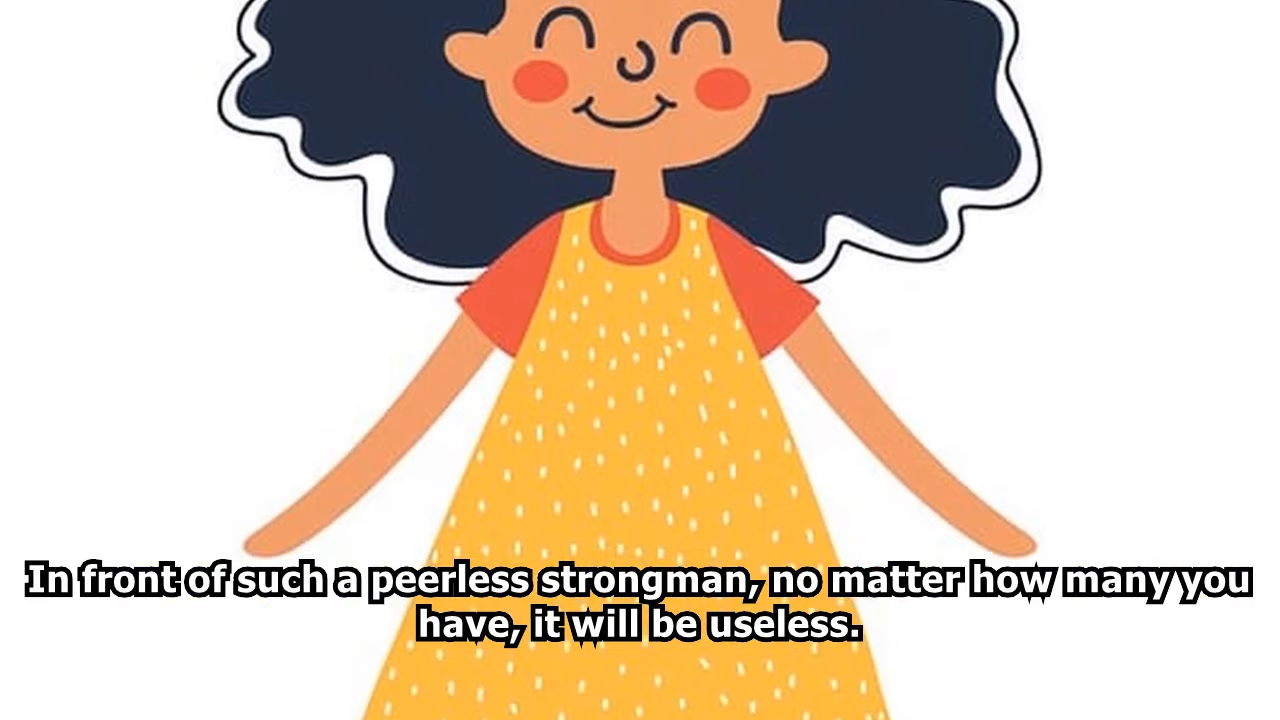 In front of such a peerless strongman, no matter how many you
have, it will be useless.